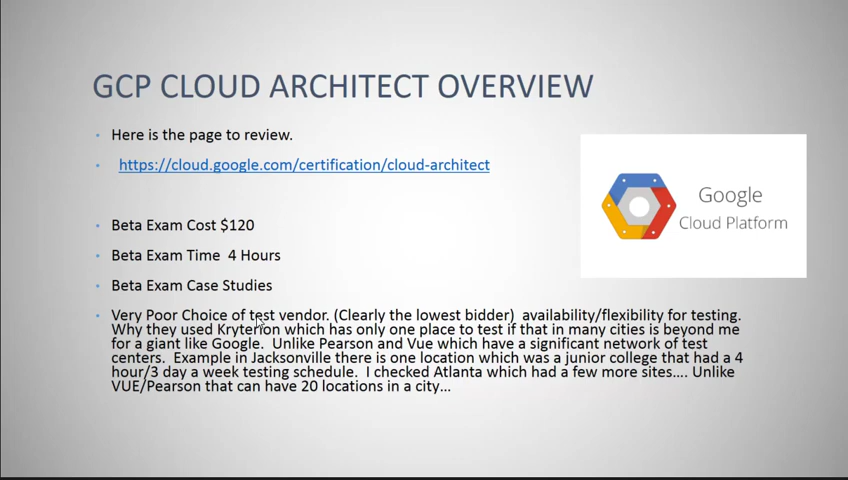 GCP CLOUD ARCHITECT OVERVIEW
Here is the page to review.
https://cloud.google.com/certification/cloud-architect
Google
Cloud Platform
Beta Exam Cost $120
Beta Exam Time 4 Hours
Beta Exam Case Studies
Very Poor Choice of test vendor. (Clearly the lowest bidder) availability/flexibility for testing.
Why they used Kryterion which has only one place to test if that in many cities is beyond me
for a giant like Google. Unlike Pearson and Vue which have a significant network of test
centers. Example in Jacksonville there is one location which was a junior college that had a 4
hour/3 day a week testing schedule. I checked Atlanta which had a few more sites.... Unlike
VUE/Pearson that can have 20 locations in a city...